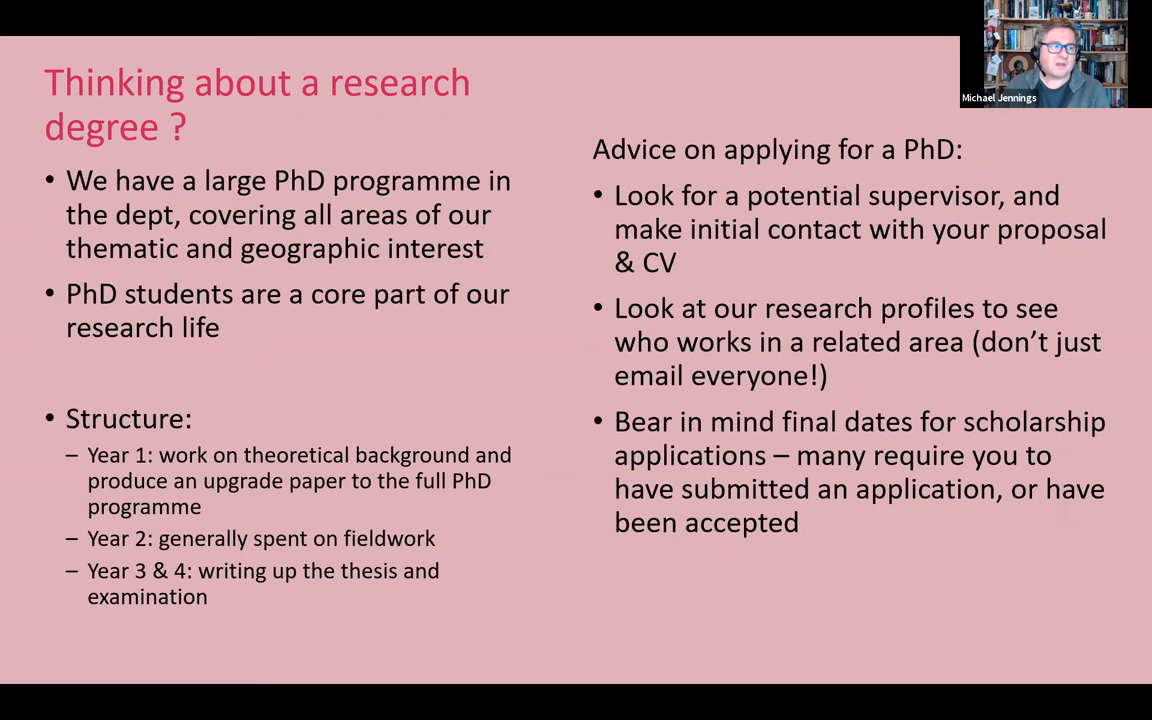 Thinking about a research
degree ?
• We have a large PhD programme in
the dept, covering all areas of our
thematic and geographic interest
• PhD students are a core part of our
research life
• Structure:
– Year 1: work on theoretical background and
produce an upgrade paper to the full PhD
programme
– Year 2: generally spent on fieldwork
– Year 3 & 4: writing up the thesis and
examination
Advice on applying for a PhD:
• Look for a potential supervisor, and
make initial contact with your proposal
& CV
• Look at our research profiles to see
who works in a related area (don’t just
email everyone!)
• Bear in mind final dates for scholarship
applications – many require you to
have submitted an application, or have
been accepted
Michael Jennings